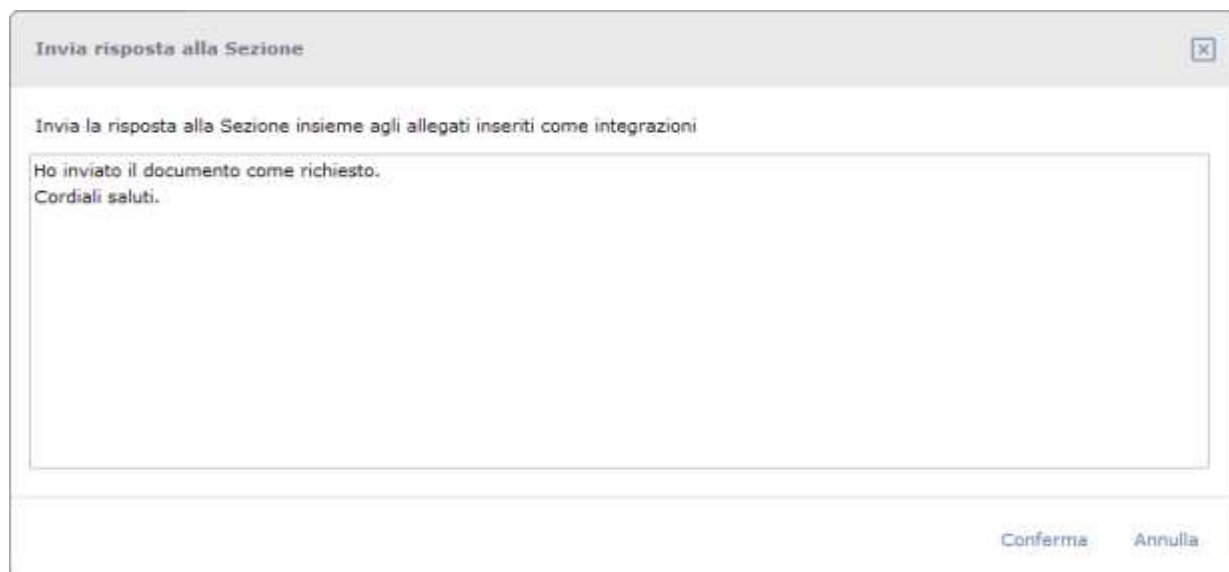 Invia risposta alla Sezione
Invia la risposta alla Sezione insieme agli allegati inseriti come integrazioni
Ho inviato il documento come richiesto.
Cordiali saluti.
Conferma Annulla